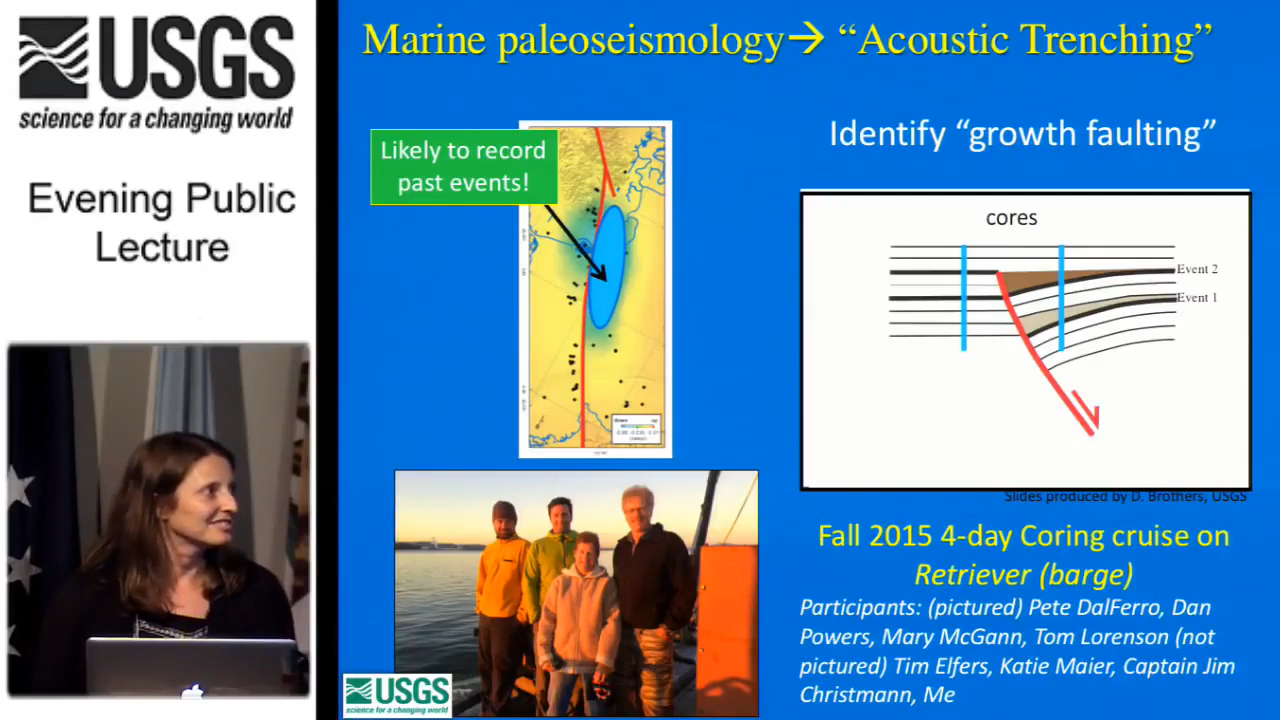 USGS
science for a changing world
Evening Public
Lecture
Marine paleoseismology→ “Acoustic Trenching”
Likely to record
past events!
Identify “growth faulting”
cores
Event 2
Event 1
Slides produced by D. Brothers, USGS
Fall 2015 4-day Coring cruise on
Retriever (barge)
Participants: (pictured) Pete DalFerro, Dan
Powers, Mary McGann, Tom Lorenson (not
pictured) Tim Elfers, Katie Maier, Captain Jim
Christmann, Me
USGS
science for a changing world